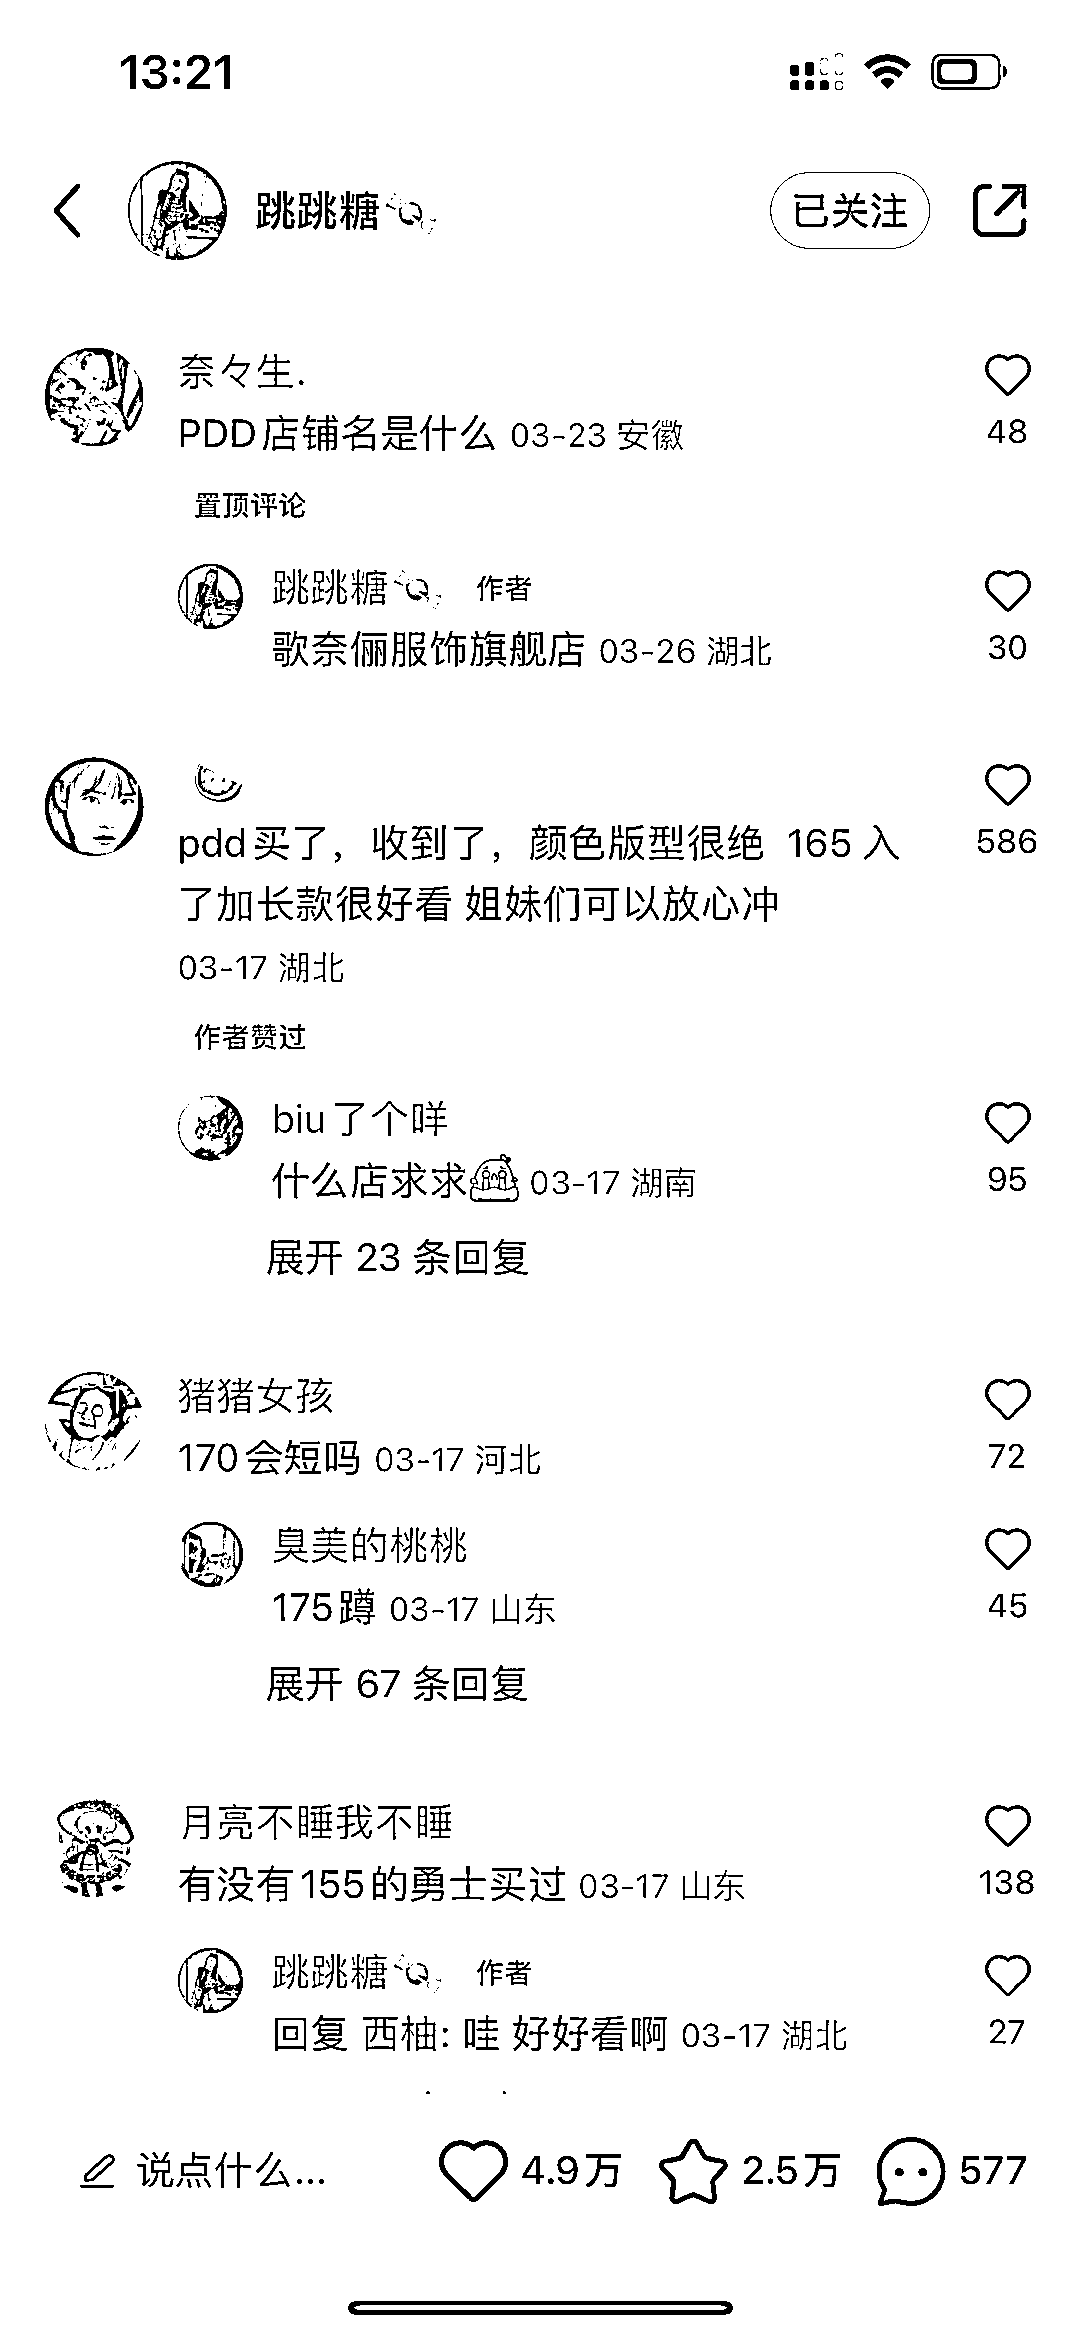 13:21
跳跳糖
已关注
奈々生.
PDD店铺名是什么 03-23 安徽
48
置顶评论
跳跳糖 作者
歌奈俪服饰旗舰店 03-26 湖北
30
pdd买了，收到了，颜色版型很绝 165 入
586
了加长款很好看 姐妹们可以放心冲
03-17 湖北
作者赞过
biu了个咩
什么店求求 03-17 湖南
95
展开 23 条回复
猪猪女孩
170会短吗 03-17 河北
72
臭美的桃桃
175蹲 03-17 山东
45
展开 67 条回复
月亮不睡我不睡
有没有155的勇士买过 03-17 山东
138
跳跳糖 作者
回复 西柚: 哇 好好看啊 03-17 湖北
27
说点什么... 4.9万 2.5万 577